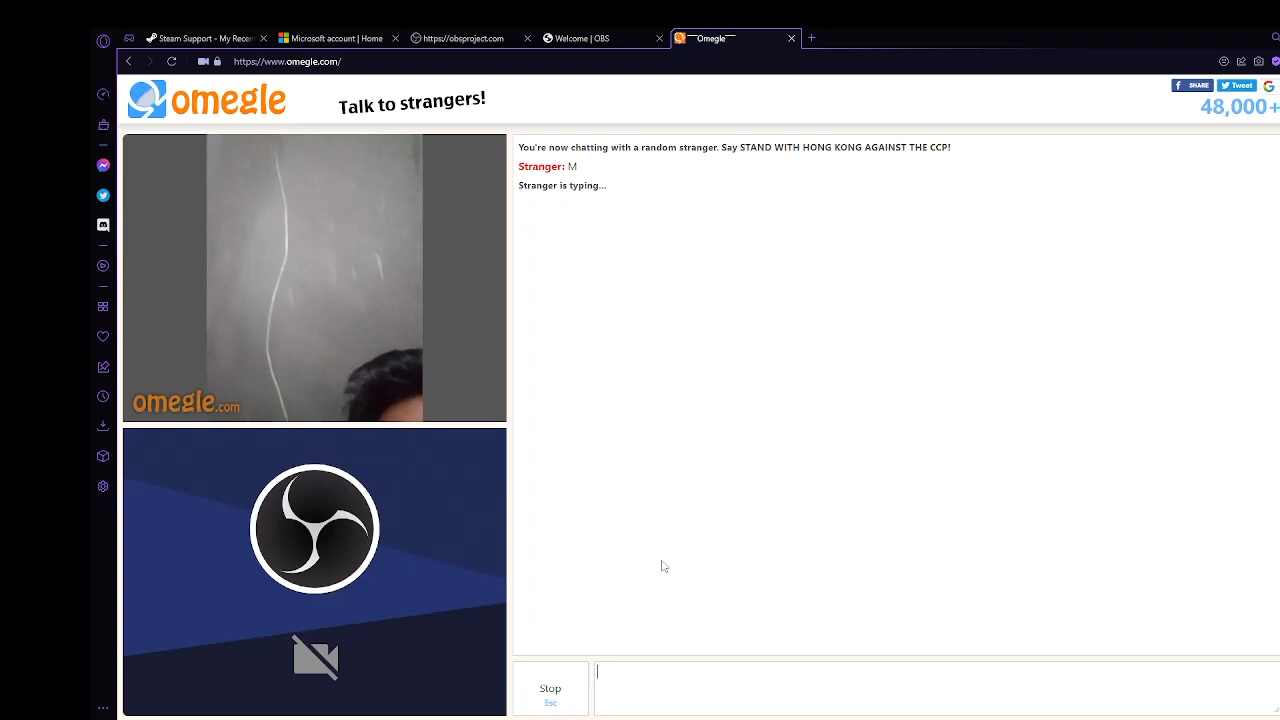 Steam Support - My Recen
Microsoft account | Home
https://obsproject.com
Welcome | OBS
Omegle
https://www.omegle.com/
omegle
Talk to strangers!
SHARE
Tweet
48,000+
You're now chatting with a random stranger. Say STAND WITH HONG KONG AGAINST THE CCP!
Stranger: M
Stranger is typing...
omegle.com
Stop
Esc